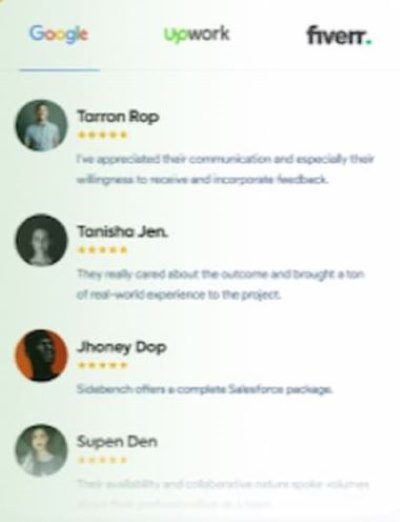 Google Upwork fiverr.
Tarron Rop
I've appreciated their communication and especially their
willingness to receive and incorporate feedback.
Tanisha Jen.
They really cared about the outcome and brought a ton
of real-world experience to the project.
Jhoney Dop
Sidebench offers a complete Salesforce package.
Supen Den
Their availability and collaborative nature spoke volumes
about their